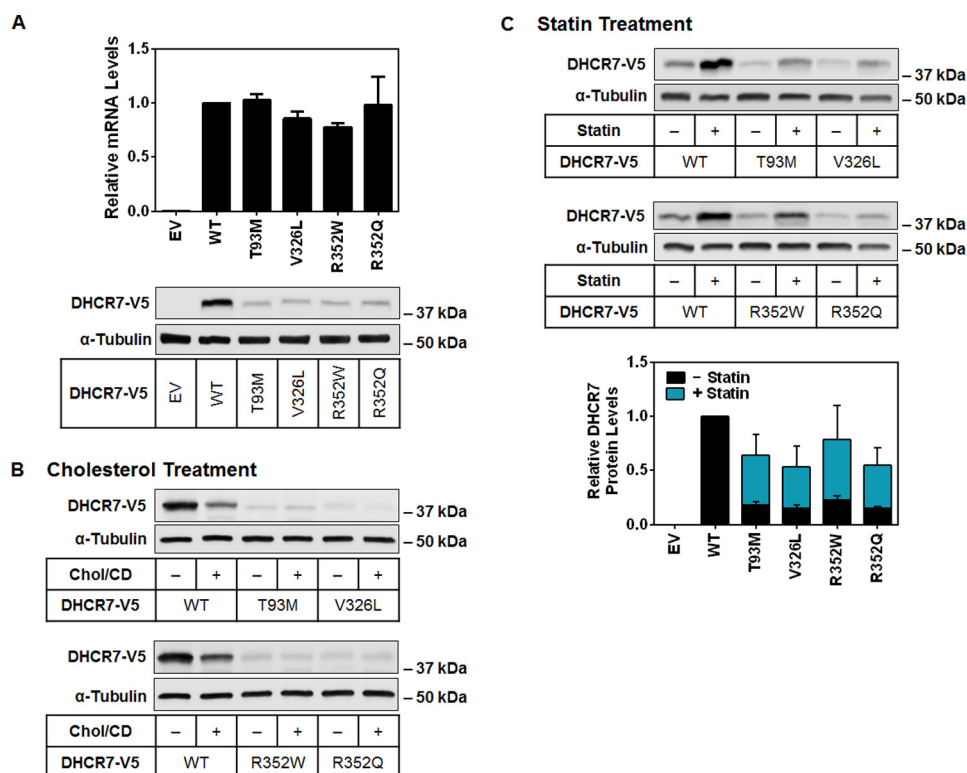 A
Relative mRNA Levels
1.5
1.0
0.5
0.0
EV
WT
T93M
V326L
R352W
R352Q
DHCR7-V5
– 37 kDa
α-Tubulin
– 50 kDa
DHCR7-V5 EV WT T93M V326L R352W R352Q
B Cholesterol Treatment
DHCR7-V5
– 37 kDa
α-Tubulin
– 50 kDa
Chol/CD – + – + – +
DHCR7-V5 WT T93M V326L
DHCR7-V5
– 37 kDa
α-Tubulin
– 50 kDa
Chol/CD – + – + – +
DHCR7-V5 WT R352W R352Q
C Statin Treatment
DHCR7-V5
– 37 kDa
α-Tubulin
– 50 kDa
Statin – + – + – +
DHCR7-V5 WT T93M V326L
DHCR7-V5
– 37 kDa
α-Tubulin
– 50 kDa
Statin – + – + – +
DHCR7-V5 WT R352W R352Q
Relative DHCR7
Protein Levels
1.5
1.0
0.5
0.0
– Statin
+ Statin
EV
WT
T93M
V326L
R352W
R352Q